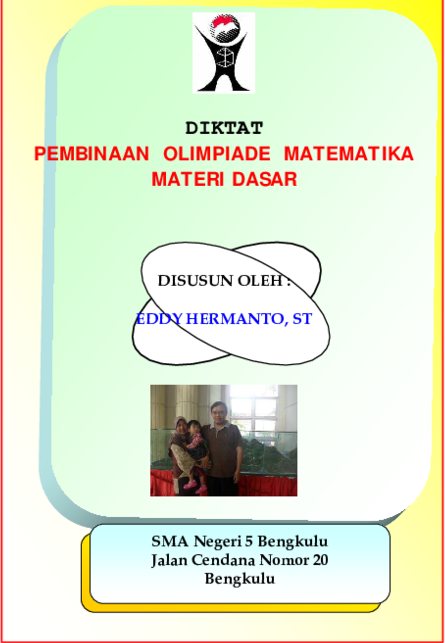 DIKTAT
PEMBINAAN OLIMPIADE MATEMATIKA
MATERI DASAR
DISUSUN OLEH :
EDDY HERMANTO, ST
SMA Negeri 5 Bengkulu
Jalan Cendana Nomor 20
Bengkulu